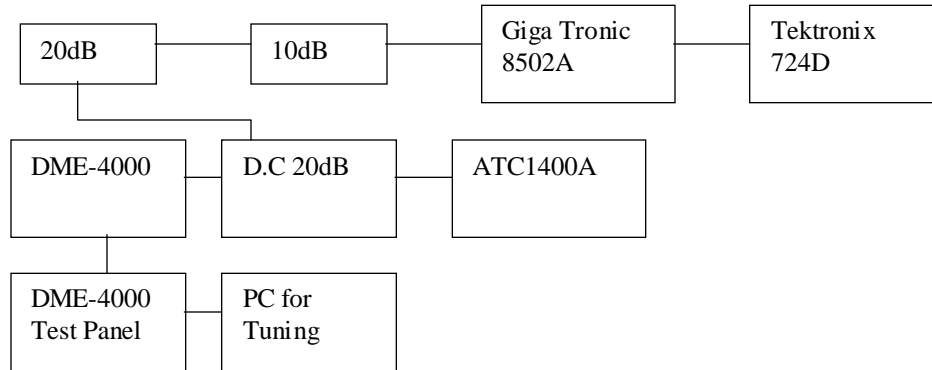 20dB
10dB
Giga Tronic
8502A
Tektronix
724D
DME-4000
D.C 20dB
ATC1400A
DME-4000
Test Panel
PC for
Tuning